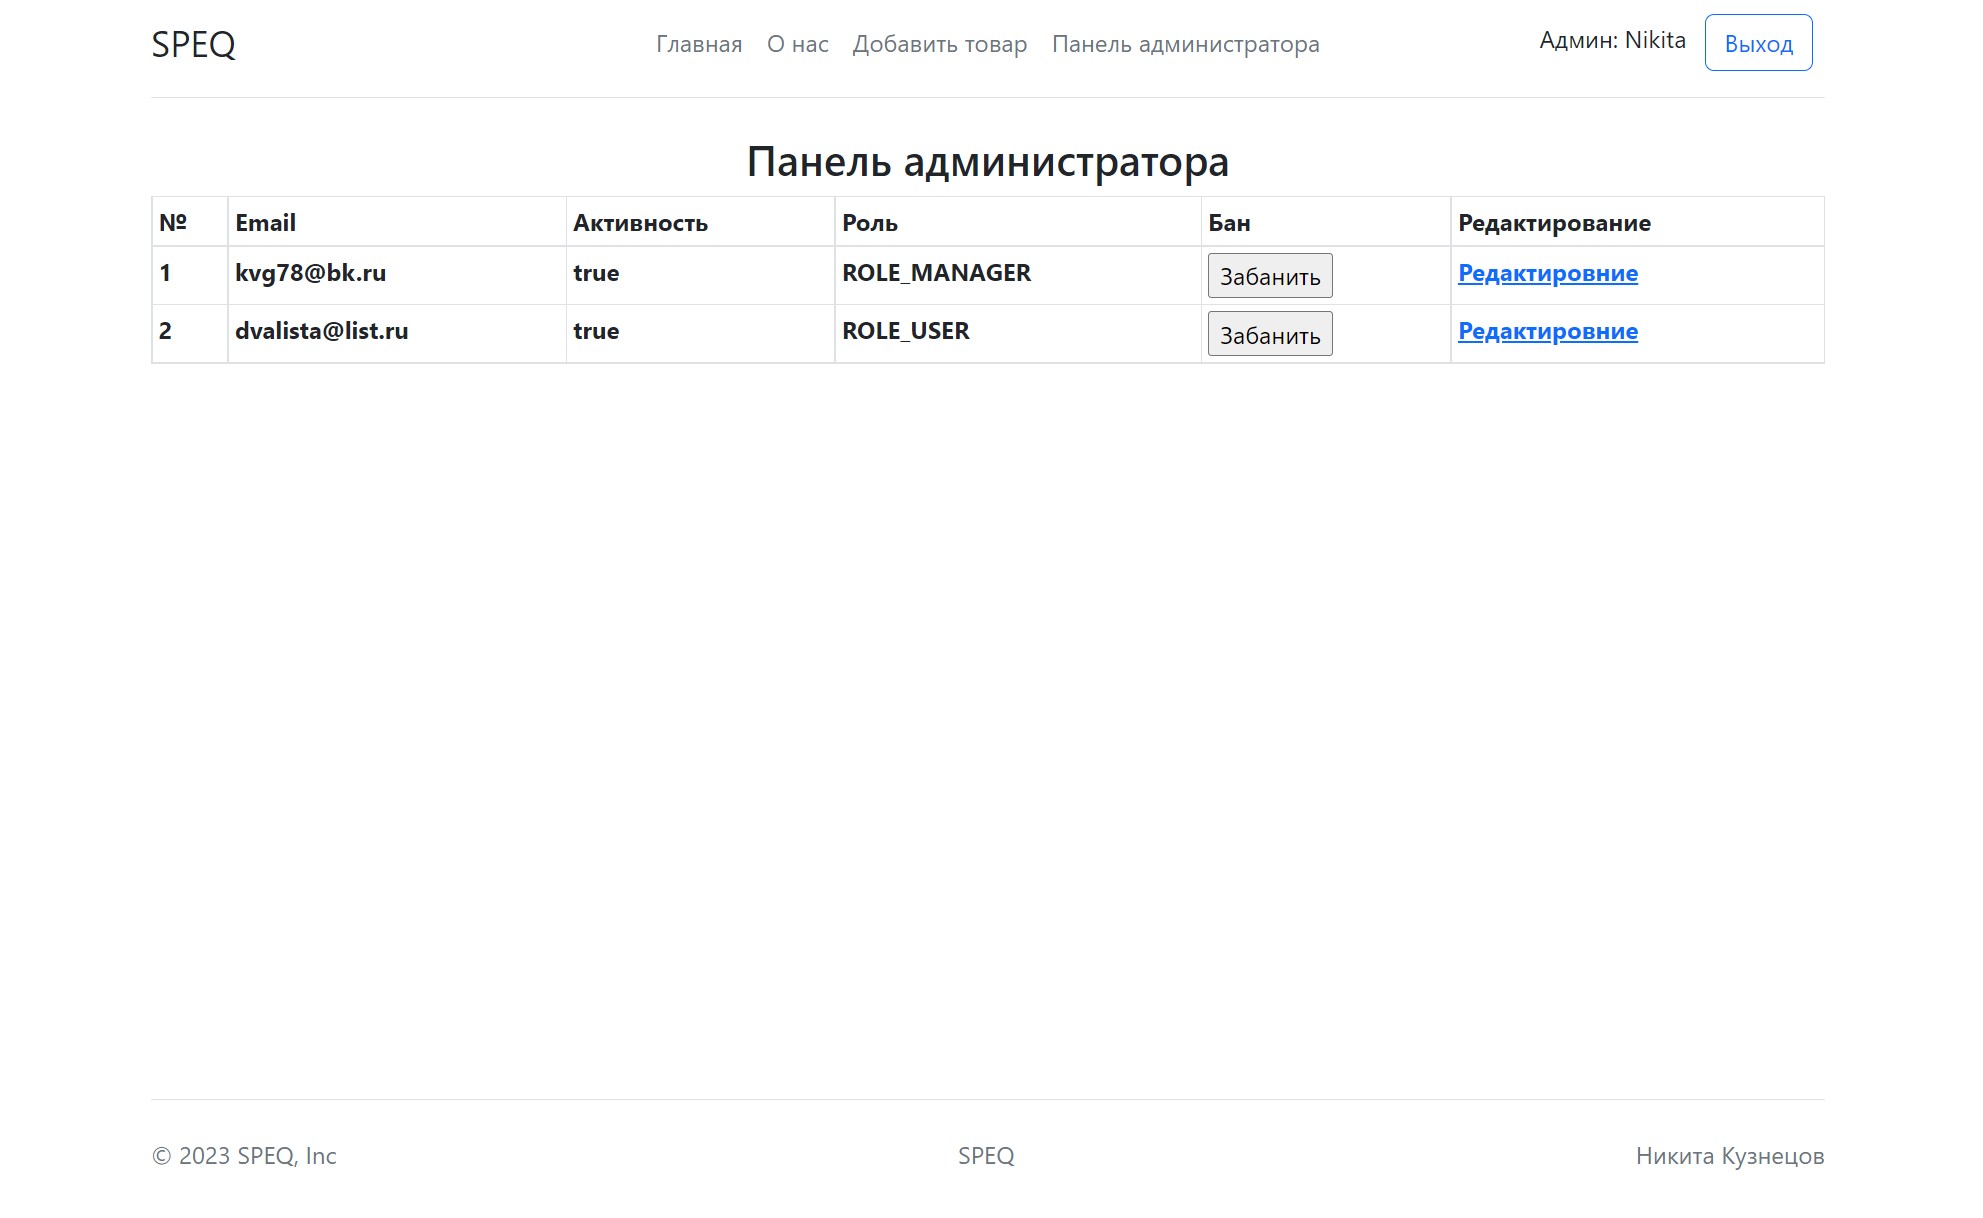 SPEQ Главная О нас Добавить товар Панель администратора Админ: Nikita Выход
Панель администратора
№ Email Активность Роль Бан Редактирование
1 kvg78@bk.ru true ROLE_MANAGER Забанить Редактировние
2 dvalista@list.ru true ROLE_USER Забанить Редактировние
© 2023 SPEQ, Inc SPEQ Никита Кузнецов